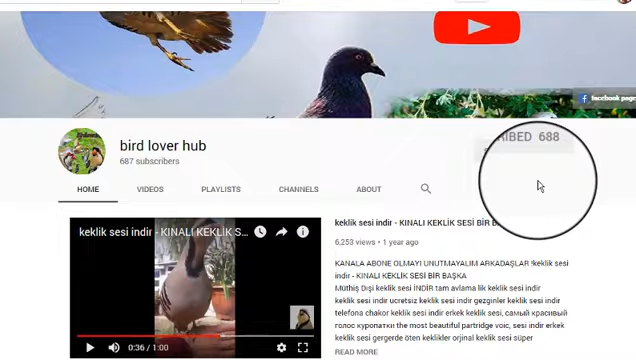 facebook page
bird lover hub
687 subscribers
688
HOME VIDEOS PLAYLISTS CHANNELS ABOUT
keklik sesi indir - KINALI KEKLİK S...
0:36 / 1:00
keklik sesi indir - KINALI KEKLİK SESİ BİR
6,253 views • 1 year ago
KANALA ABONE OLMAYI UNUTMAYALIM ARKADAŞLAR !keklik sesi
indir - KINALI KEKLİK SESİ BİR BAŞKA
Müthiş Dişi keklik sesi İNDİR tam avlama lik keklik sesi indir
keklik sesi indir ucretsiz keklik sesi indir gezginler keklik sesi indir
telefona chakor keklik sesi indir erkek keklik sesi, самый красивый
голос куропатки the most beautiful partridge voic, sesi indir erkek
keklik sesi gergerde öten keklikler orjinal keklik sesi süper
READ MORE